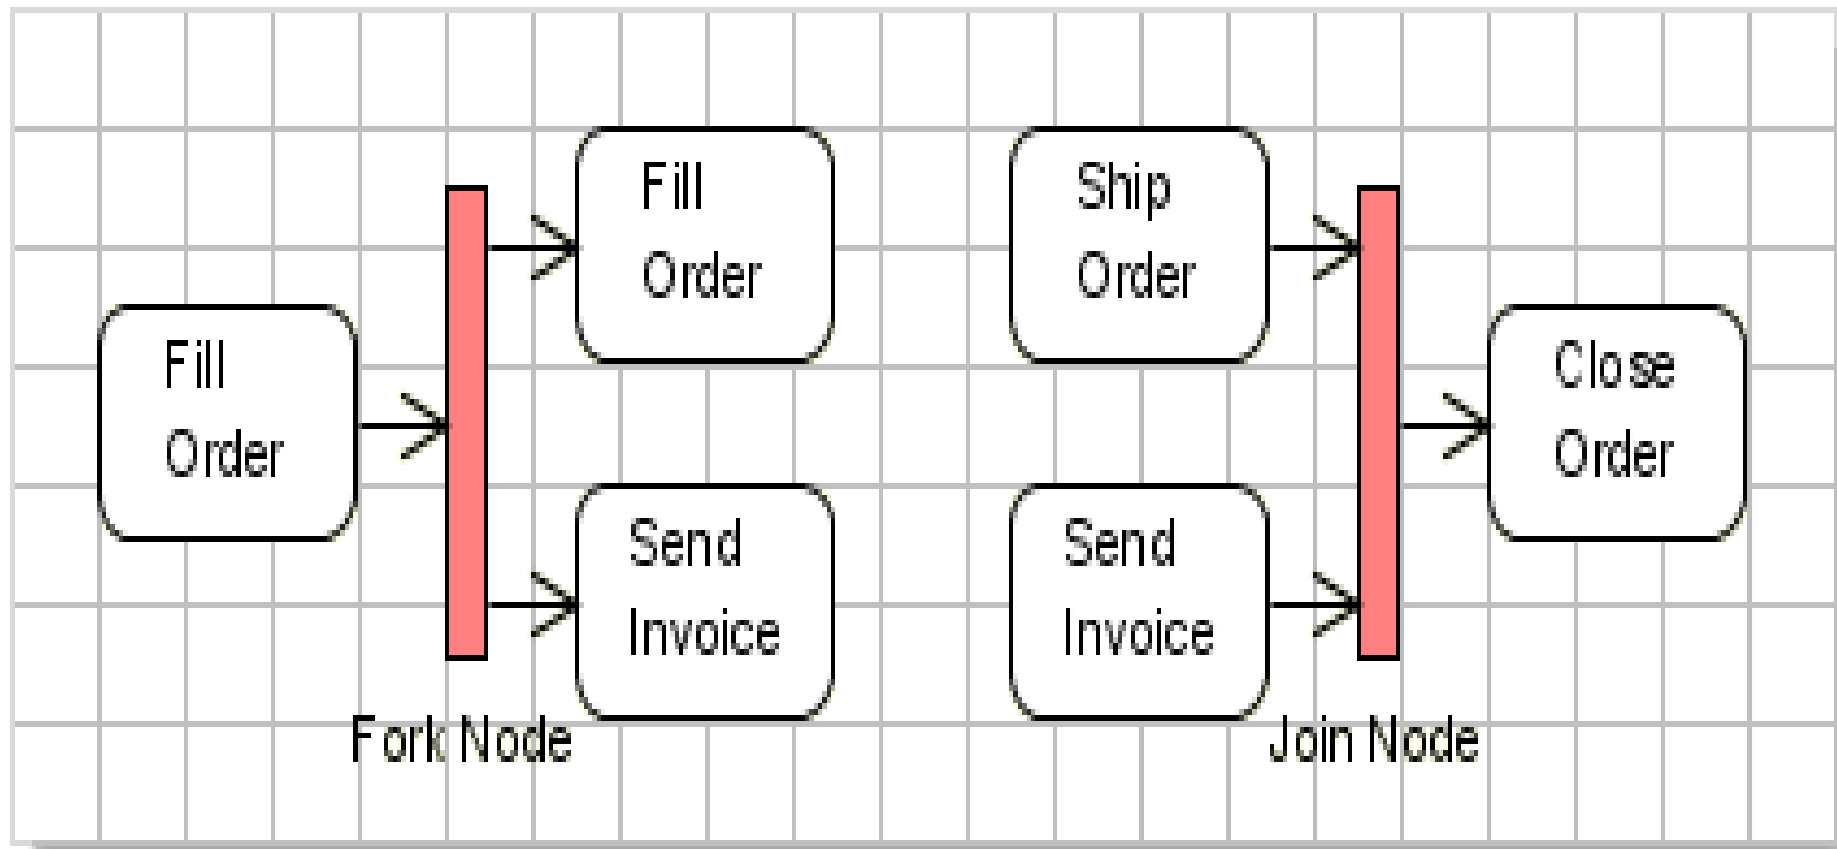 Fill
Order
Fill
Order
Send
Invoice
Fork Node
Ship
Order
Send
Invoice
Close
Order
Join Node